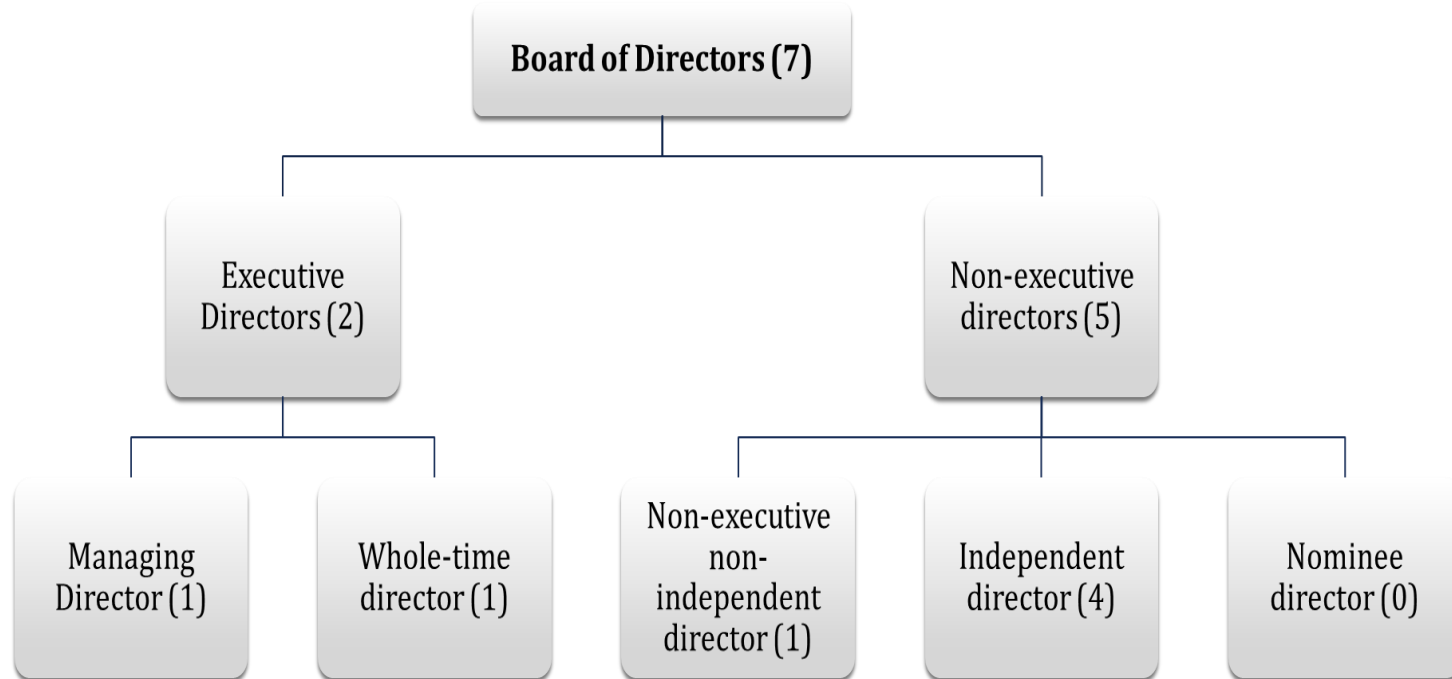 Board of Directors (7)
Executive
Directors (2)
Non-executive
directors (5)
Managing
Director (1)
Whole-time
director (1)
Non-executive
non-
independent
director (1)
Independent
director (4)
Nominee
director (0)